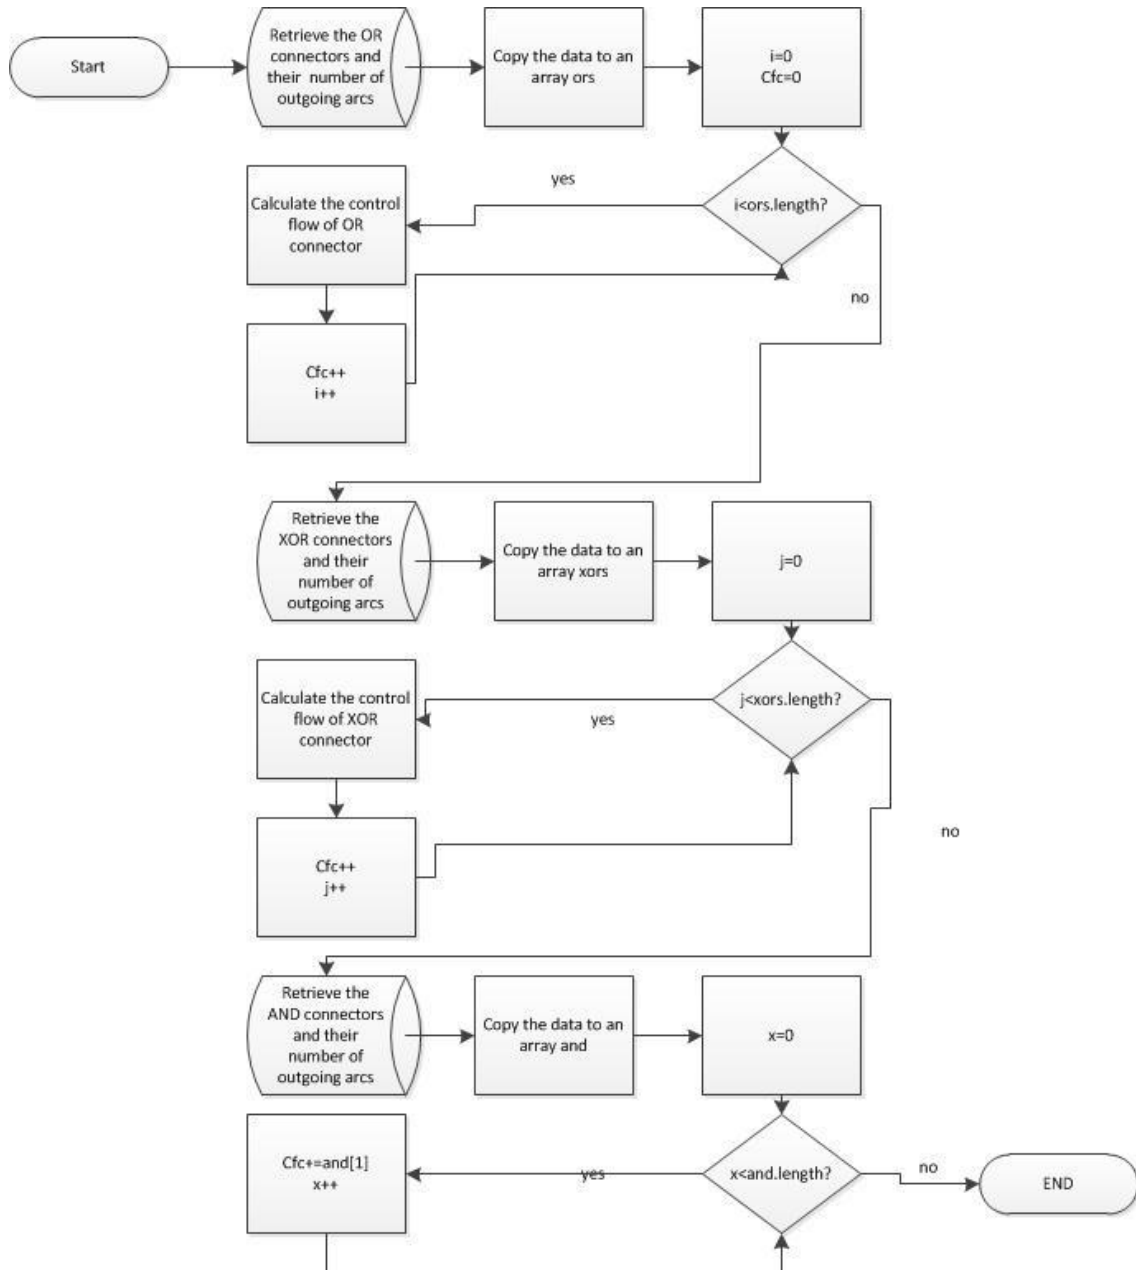 Start
Retrieve the OR
connectors and
their number of
outgoing arcs
Copy the data to an
array ors
i=0
Cfc=0
i<ors.length?
yes
no
Calculate the control
flow of OR
connector
Cfc++
i++
Retrieve the
XOR connectors
and their
number of
outgoing arcs
Copy the data to an
array xors
j=0
j<xors.length?
yes
no
Calculate the control
flow of XOR
connector
Cfc++
j++
Retrieve the
AND connectors
and their
number of
outgoing arcs
Copy the data to an
array and
x=0
x<and.length?
yes
no
Cfc+=and[1]
x++
END